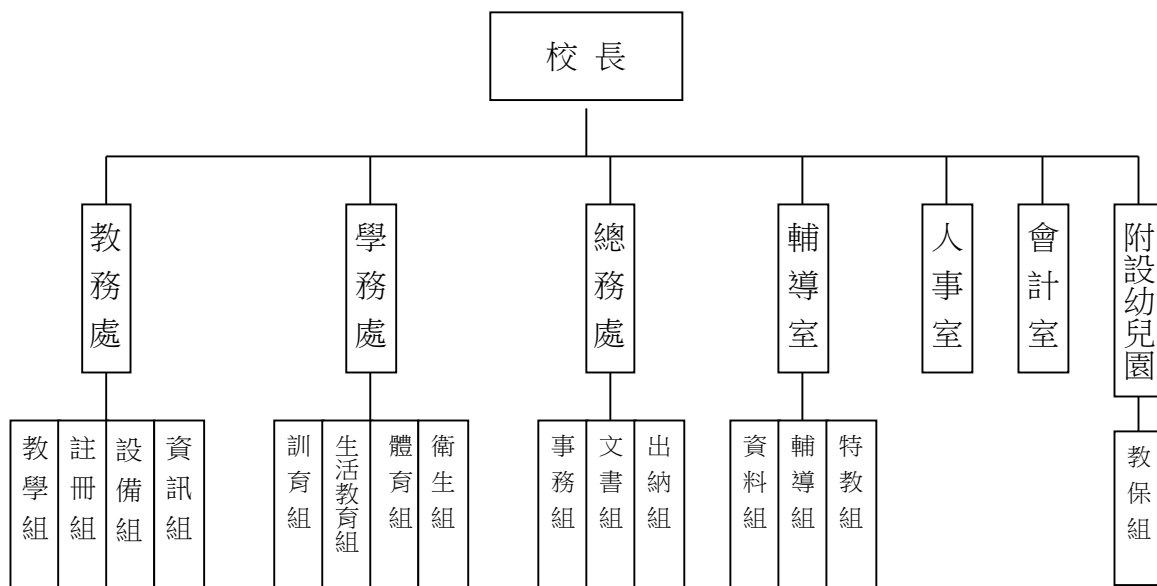 校長
教務處
學務處
總務處
輔導室
人事室
會計室
附設幼兒園
教學組
註冊組
設備組
資訊組
訓育組
生活教育組
體育組
衛生組
事務組
文書組
出納組
資料組
輔導組
特教組
教保組